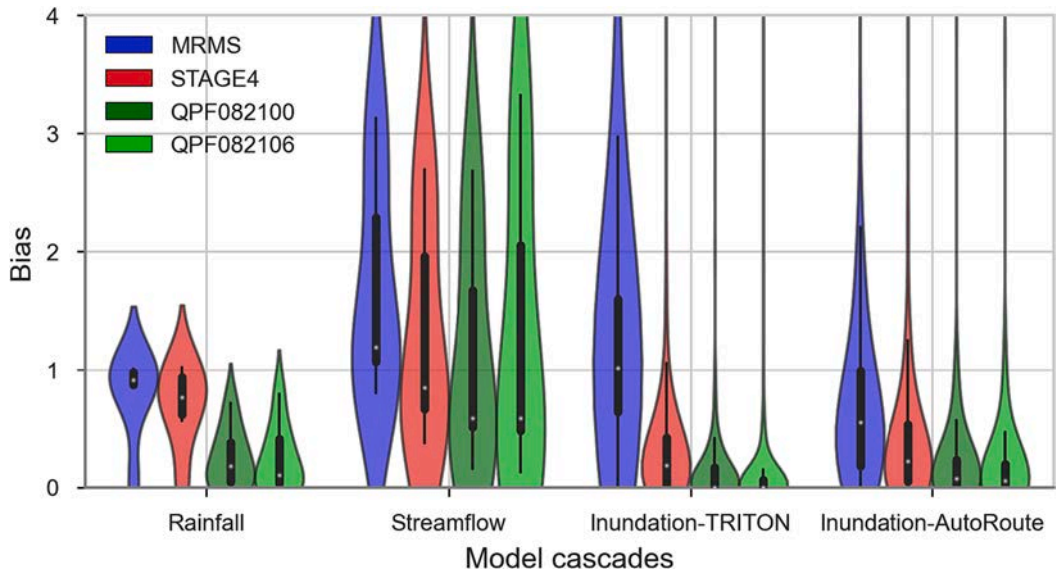 4
3
2
1
0
Bias
MRMS
STAGE4
QPF082100
QPF082106
Rainfall Streamflow Inundation-TRITON Inundation-AutoRoute
Model cascades